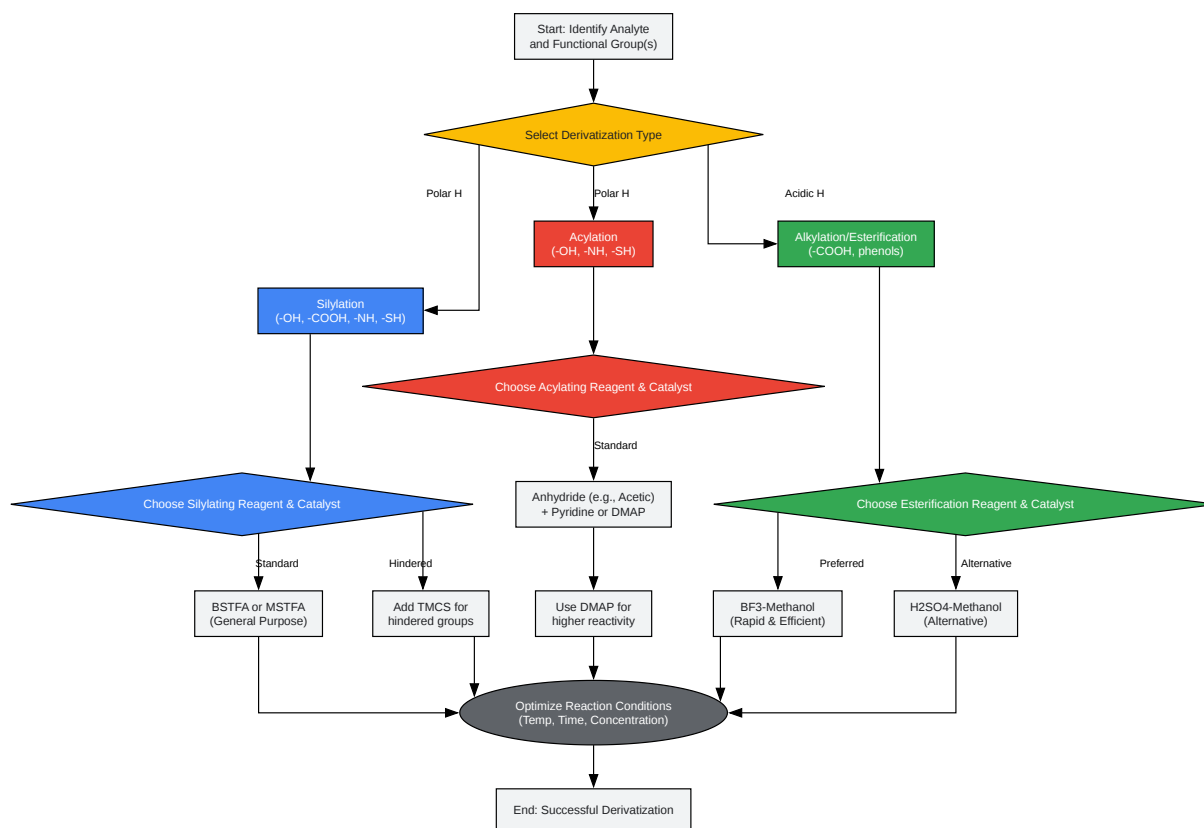 Start: Identify Analyte
and Functional Group(s)
Select Derivatization Type
Polar H
Polar H
Acidic H
Acylation
(-OH, -NH, -SH)
Alkylation/Esterification
(-COOH, phenols)
Silylation
(-OH, -COOH, -NH, -SH)
Choose Acylating Reagent & Catalyst
Standard
Choose Silylating Reagent & Catalyst
Anhydride (e.g., Acetic)
+ Pyridine or DMAP
Choose Esterification Reagent & Catalyst
Standard
Hindered
Preferred
Alternative
BSTFA or MSTFA
(General Purpose)
Add TMCS for
hindered groups
Use DMAP for
higher reactivity
BF3-Methanol
(Rapid & Efficient)
H2SO4-Methanol
(Alternative)
Optimize Reaction Conditions
(Temp, Time, Concentration)
End: Successful Derivatization